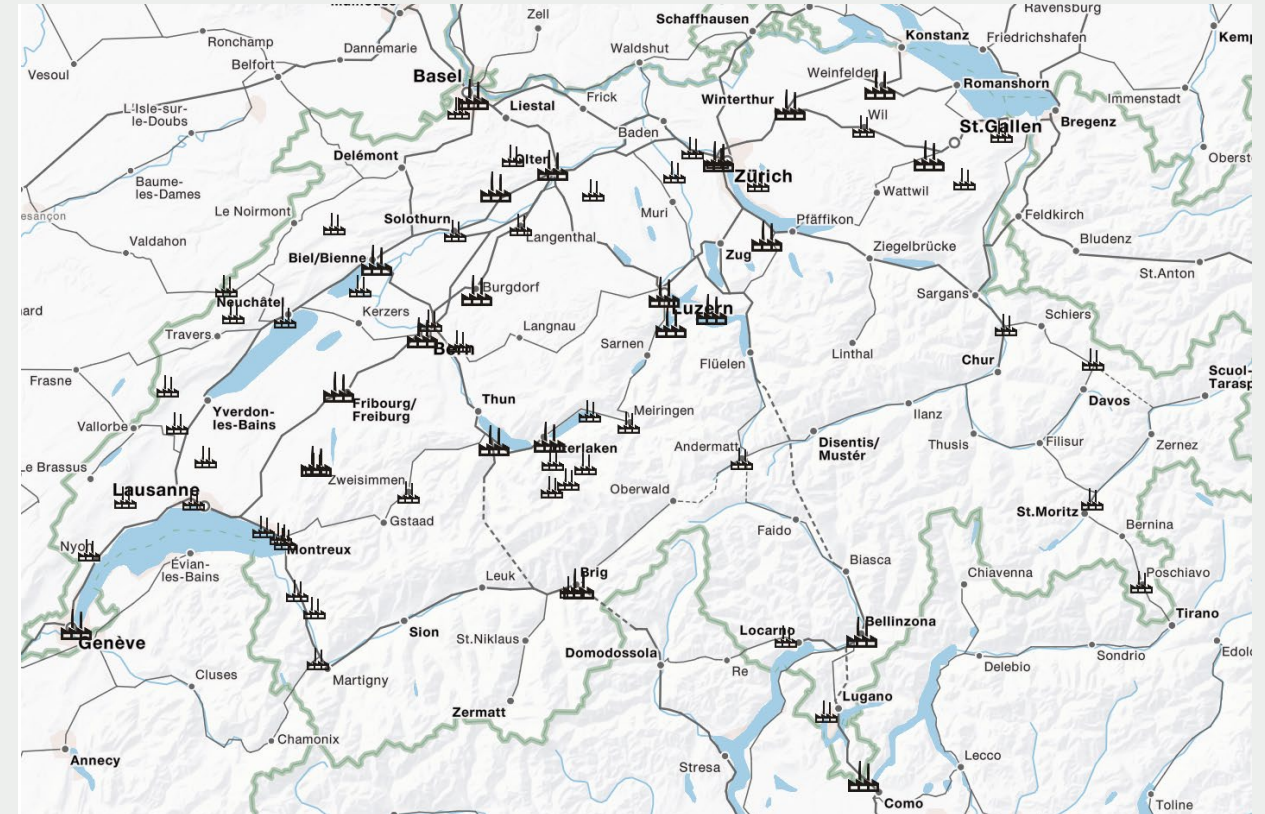 Ravensburg
Zell
Schaffhausen
Ronchamp
Dannemarie
Waldshut
Konstanz
Friedrichshafen
Vesoul
Belfort
Basel
Weinfelden
Romanshorn
L'Isle-sur-
le-Doubs
Liestal
Frick
Winterthur
Immenstadt
Baden
Wil
St.Gallen
Bregenz
Delémont
Olten
Zürich
Baume-
les-Dames
Wattwil
Le Noirmont
Solothurn
Muri
Pfäffikon
Feldkirch
Valdahon
Langenthal
Zug
Ziegelbrücke
Bludenz
Biel/Bienne
St.Anton
Neuchâtel
Burgdorf
Sargans
Kerzers
Luzern
Schiers
Travers
Langnau
Bern
Sarnen
Flüelen
Linthal
Chur
Frasne
Scuol-
Tarasp
Fribourg/
Freiburg
Thun
Davos
Yverdon-
les-Bains
Meiringen
Ilanz
Vallorbe
Interlaken
Andermatt
Disentis/
Mustér
Thusis
Filisur
Zernez
Le Brassus
Zweisimmen
Lausanne
Oberwald
St.Moritz
Gstaad
Faido
Bernina
Nyon
Montreux
Évian-
les-Bains
Leuk
Brig
Biasca
Chiavenna
Poschiavo
Genève
Sion
St.Niklaus
Locarno
Bellinzona
Tirano
Domodossola
Re
Delebio
Sondrio
Cluses
Martigny
Lugano
Zermatt
Chamonix
Annecy
Stresa
Lecco
Como
Toline